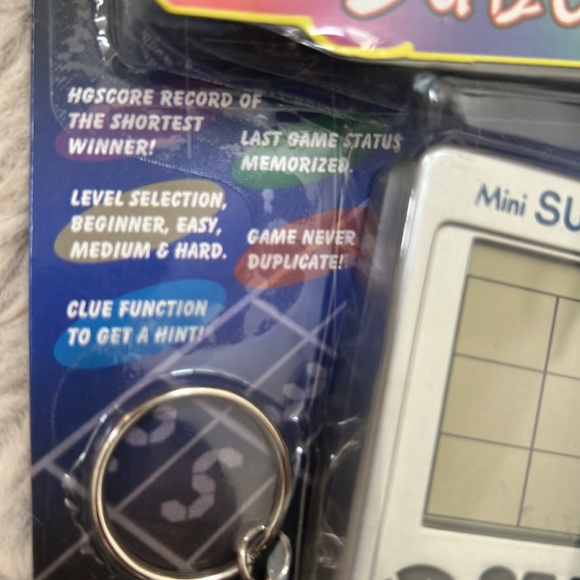 HGSCORE RECORD OF
THE SHORTEST
WINNER!
LAST GAME STATUS
MEMORIZED.
LEVEL SELECTION,
BEGINNER, EASY,
MEDIUM & HARD.
GAME NEVER
DUPLICATE!
CLUE FUNCTION
TO GET A HINT!
Mini SU
5